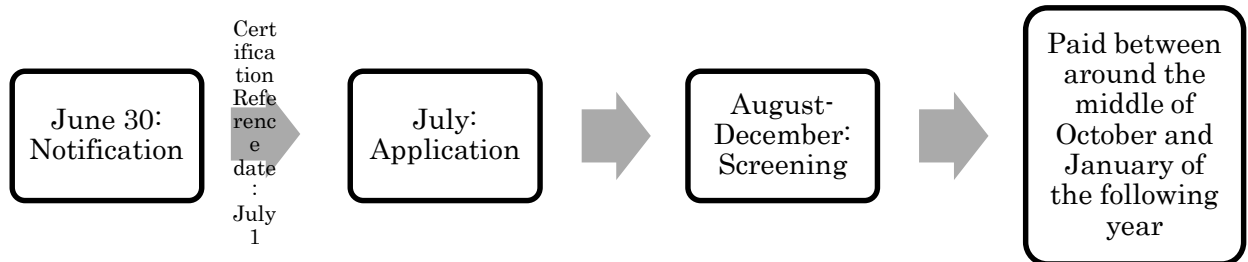 June 30:
Notification
Cert
ifica
tion
Refe
renc
e
date
:
July
1
July:
Application
August-
December:
Screening
Paid between
around the
middle of
October and
January of
the following
year